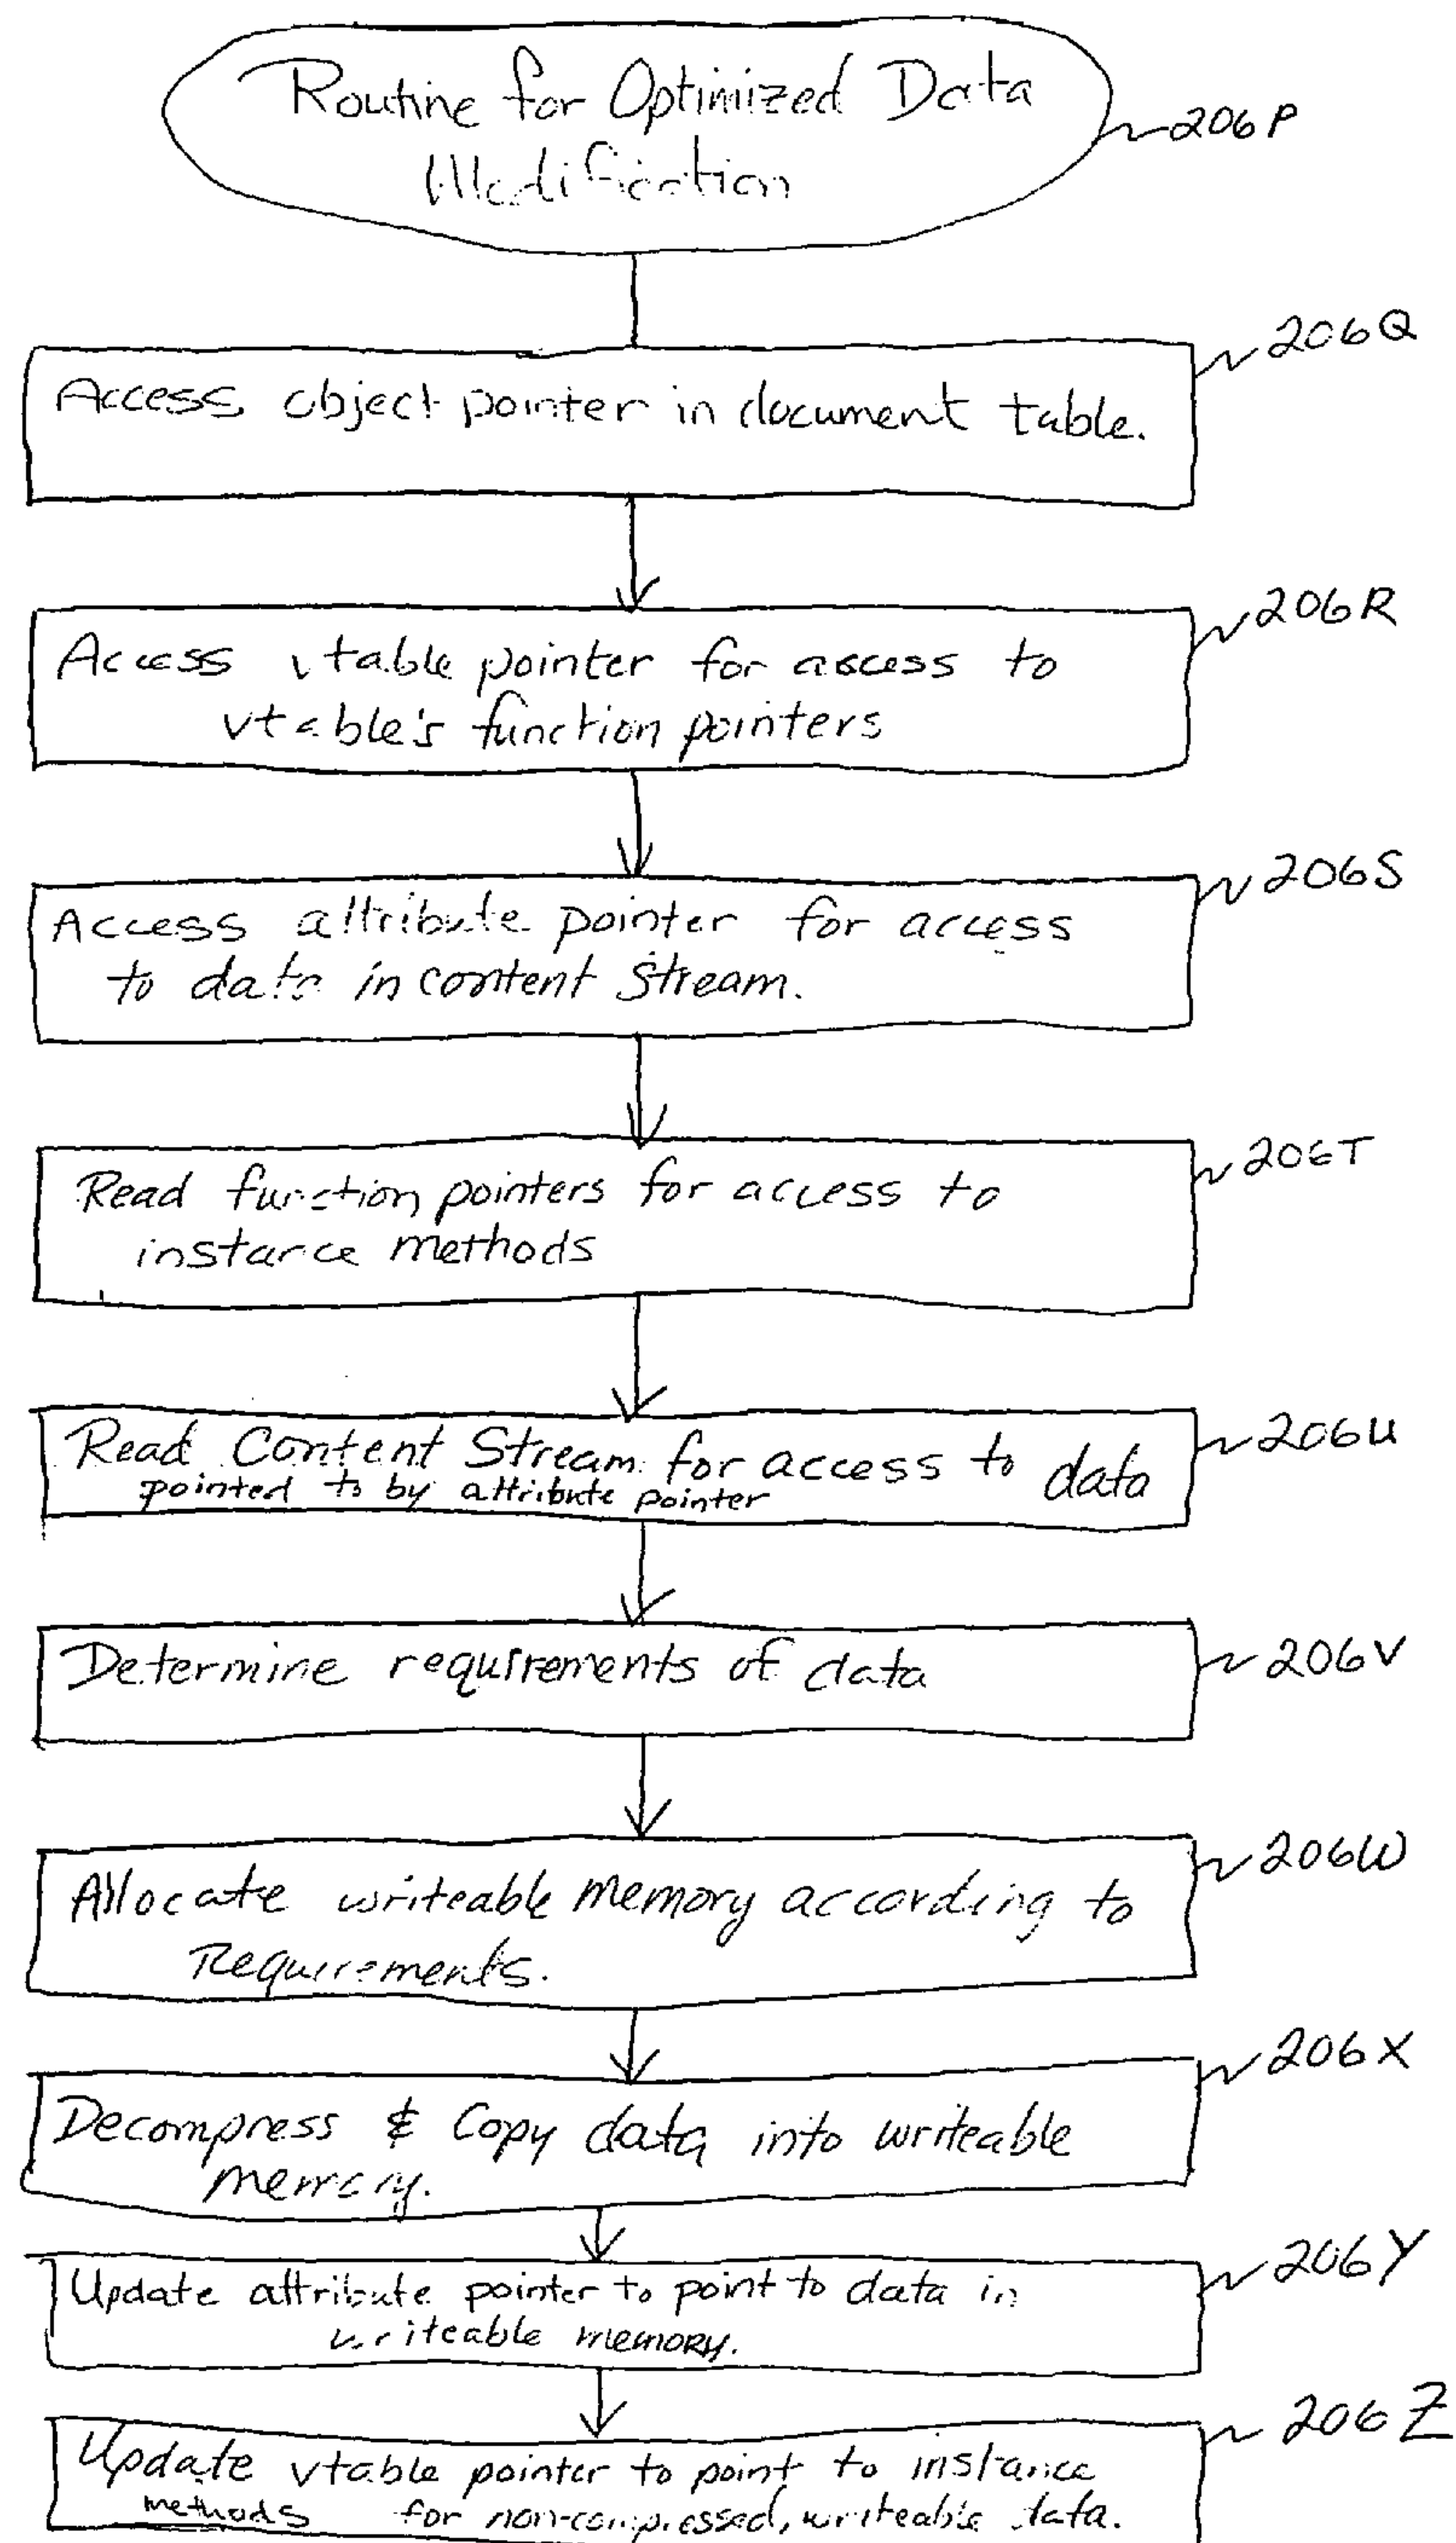 Routine for Optimized Data
Modification
206P
206Q
Access object pointer in document table.
206R
Access vtable pointer for access to
vtable's function pointers
206S
Access attribute pointer for access
to data in content Stream.
206T
Read function pointers for access to
instance methods
206U
Read Content Stream for access to data
pointed to by attribute pointer
206V
Determine requirements of data
206W
Allocate writeable memory according to
Requirements.
206X
Decompress & Copy data into writeable
memory.
206Y
Update attribute pointer to point to data in
writeable memory.
206Z
Update vtable pointer to point to instance
methods for non-compressed, writeable data.